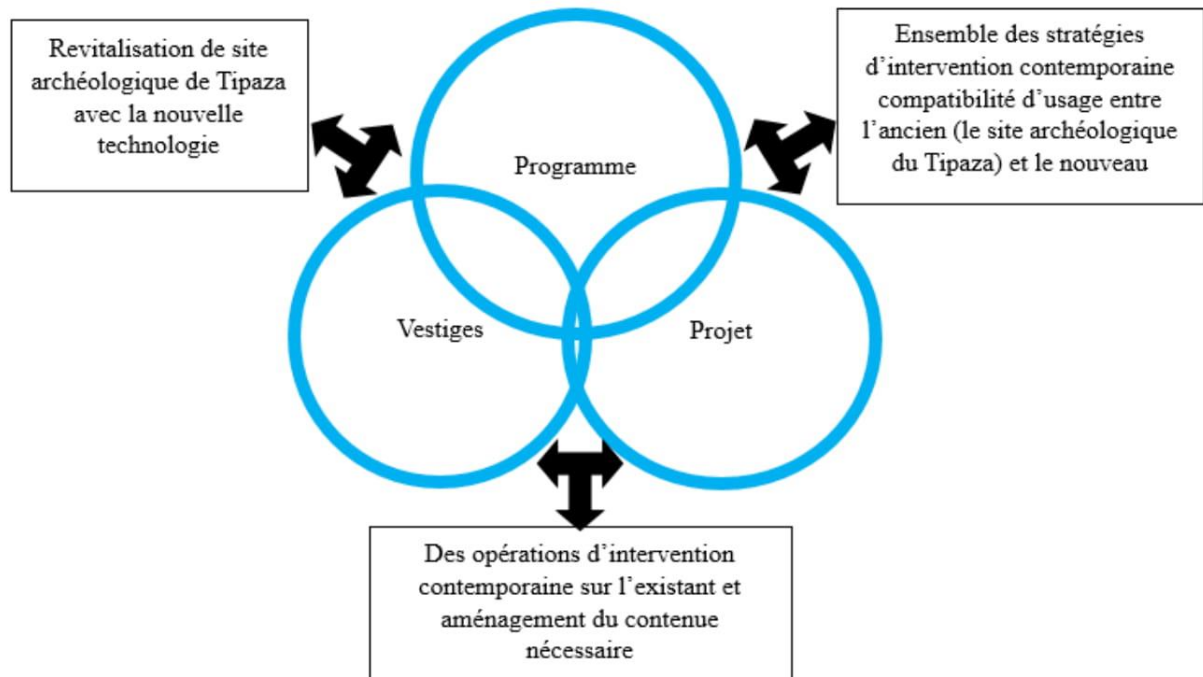 Revitalisation de site
archéologique de Tipaza
avec la nouvelle
technologie
Ensemble des stratégies
d’intervention contemporaine
compatibilité d’usage entre
l’ancien (le site archéologique
du Tipaza) et le nouveau
Programme
Vestiges
Projet
Des opérations d’intervention
contemporaine sur l’existant et
aménagement du contenue
nécessaire